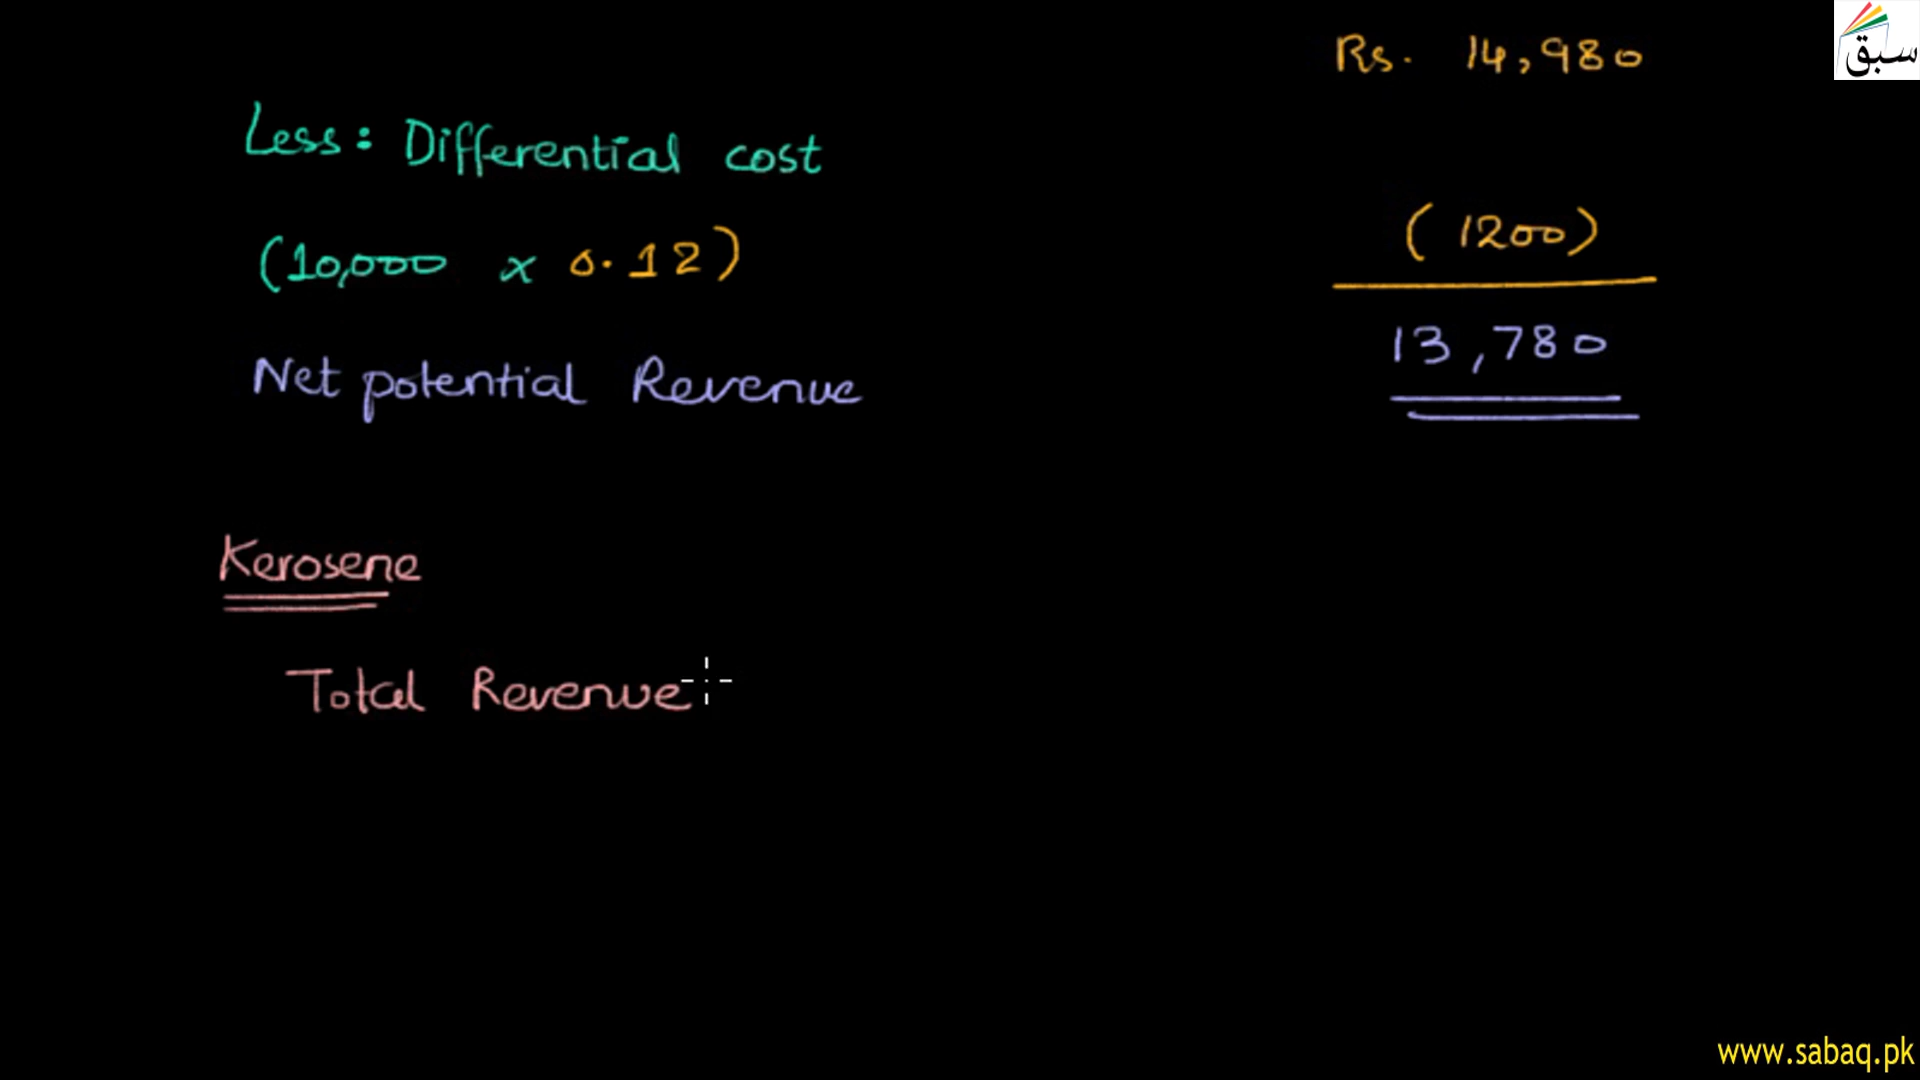 Rs. 14,980
سبق
Less: Differential cost
(10,000 x 0.12)
(1200)
Net potential Revenue
13,780
Kerosene
Total Revenue
www.sabaq.pk